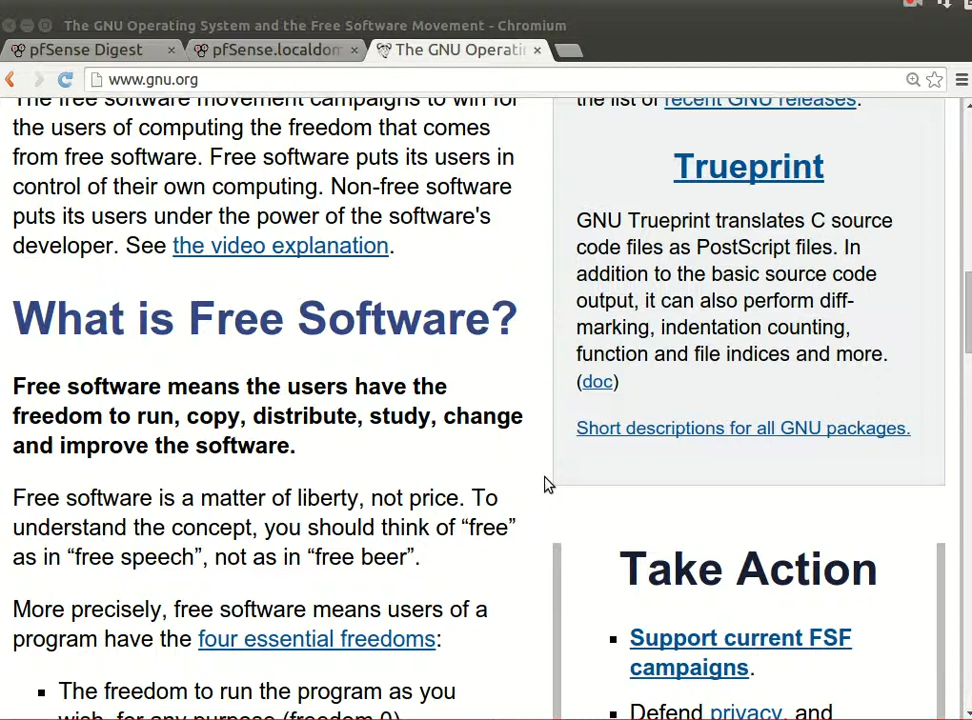 The GNU Operating System and the Free Software Movement - Chromium
pfSense Digest
pfSense.localdom
The GNU Operatin
www.gnu.org
The free software movement campaigns to win for
the users of computing the freedom that comes
from free software. Free software puts its users in
control of their own computing. Non-free software
puts its users under the power of the software's
developer. See the video explanation.
What is Free Software?
Free software means the users have the
freedom to run, copy, distribute, study, change
and improve the software.
Free software is a matter of liberty, not price. To
understand the concept, you should think of “free”
as in “free speech”, not as in “free beer”.
More precisely, free software means users of a
program have the four essential freedoms:
▪ The freedom to run the program as you
wish, for any purpose (freedom 0)
the list of recent GNU releases.
Trueprint
GNU Trueprint translates C source
code files as PostScript files. In
addition to the basic source code
output, it can also perform diff-
marking, indentation counting,
function and file indices and more.
(doc)
Short descriptions for all GNU packages.
Take Action
▪ Support current FSF
campaigns.
▪ Defend privacy, and